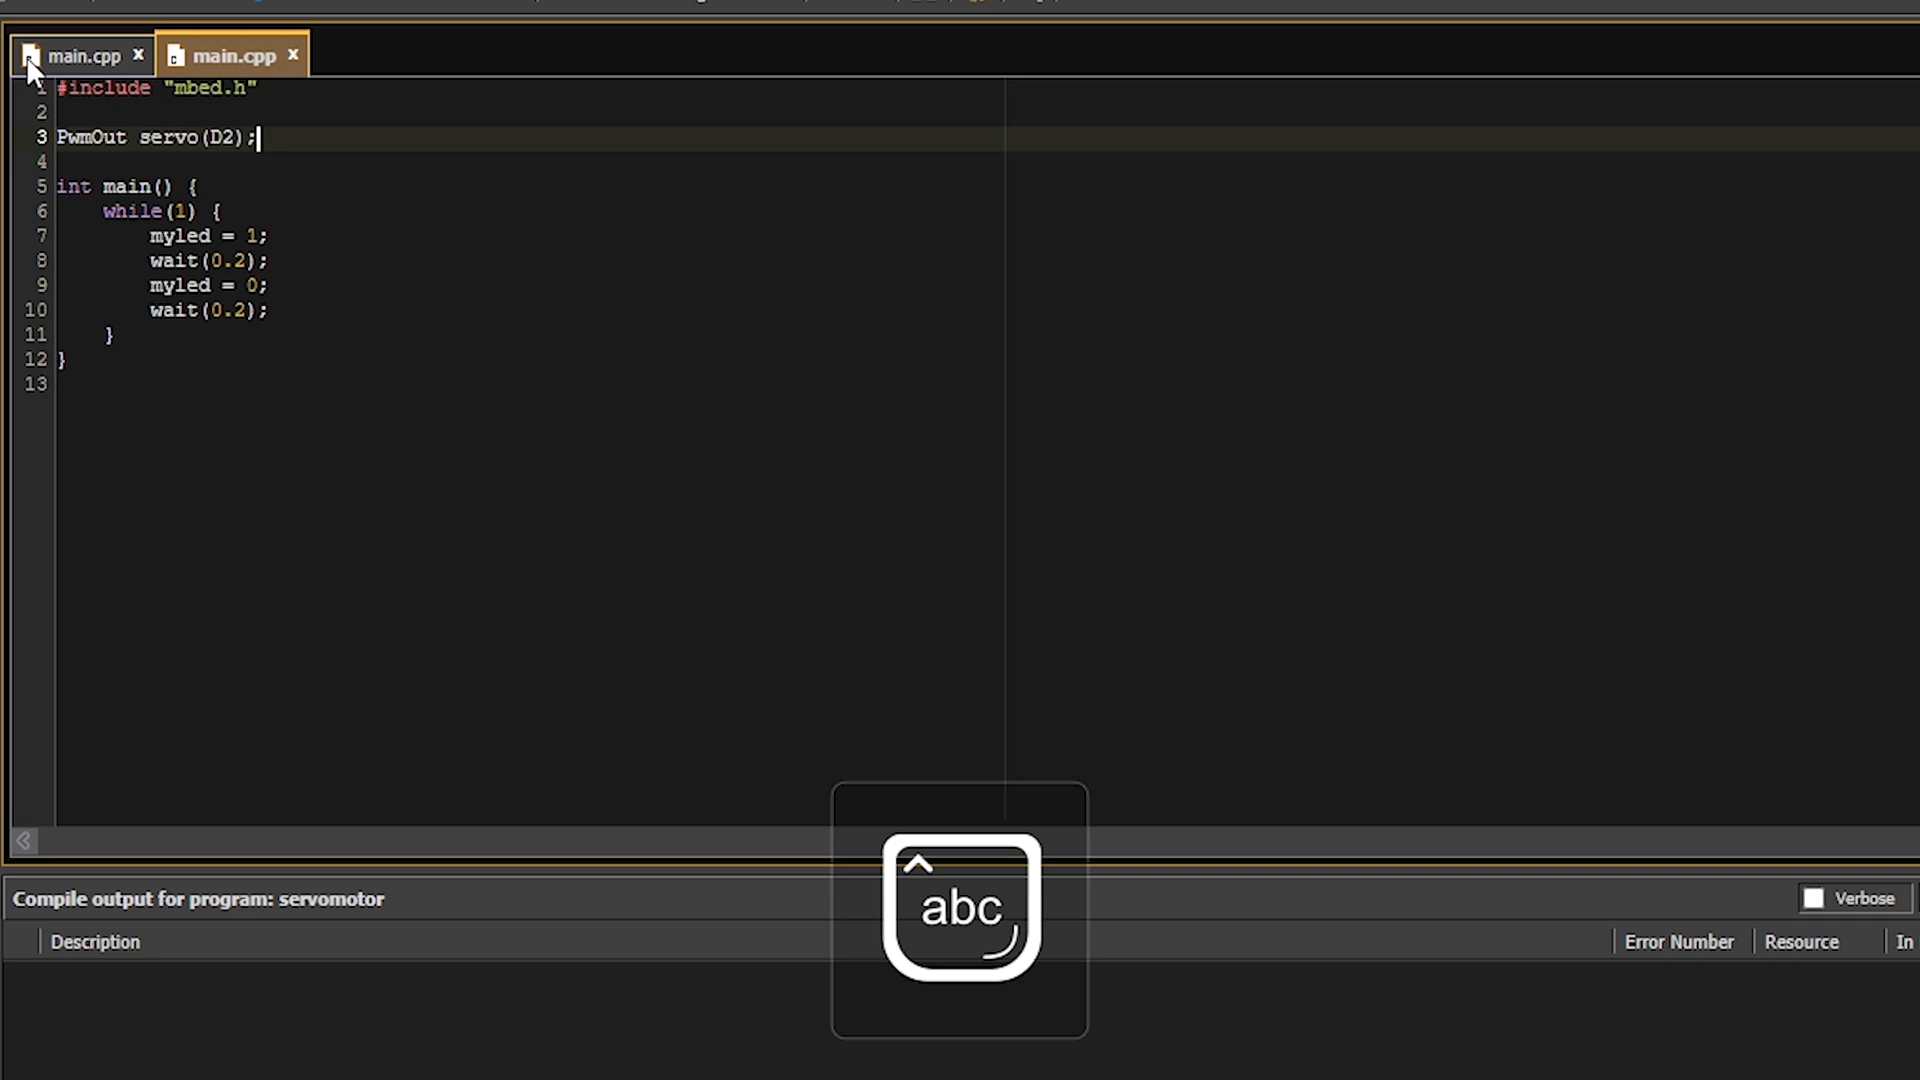 main.cpp x main.cpp x
1 #include "mbed.h"
2
3 PwmOut servo(D2);
4
5 int main() {
6 while(1) {
7 myled = 1;
8 wait(0.2);
9 myled = 0;
10 wait(0.2);
11 }
12 }
13
abc
Compile output for program: servomotor Verbose
Description Error Number Resource In